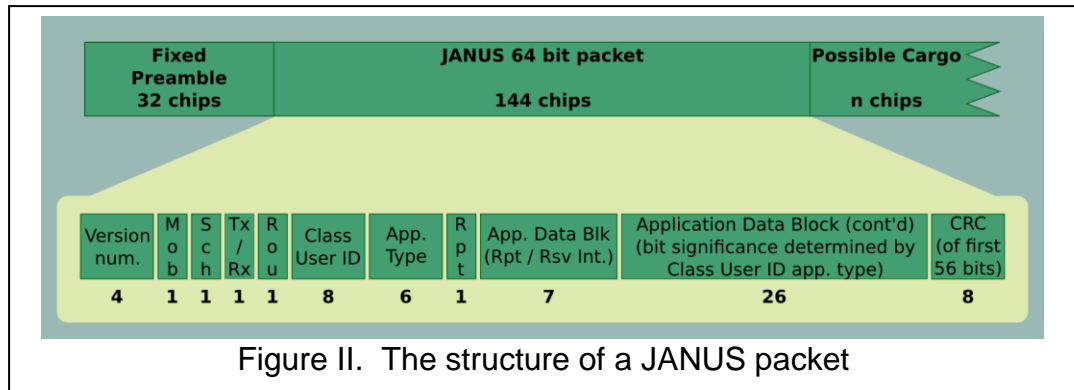 Fixed
Preamble
32 chips
JANUS 64 bit packet
144 chips
Possible Cargo
n chips
Version
num.
M
o
b
S
c
h
Tx
/
Rx
R
o
u
Class
User ID
App.
Type
R
p
t
App. Data Blk
(Rpt / Rsv Int.)
Application Data Block (cont'd)
(bit significance determined by
Class User ID app. type)
CRC
(of first
56 bits)
4 1 1 1 1 8 6 1 7 26 8
Figure II. The structure of a JANUS packet